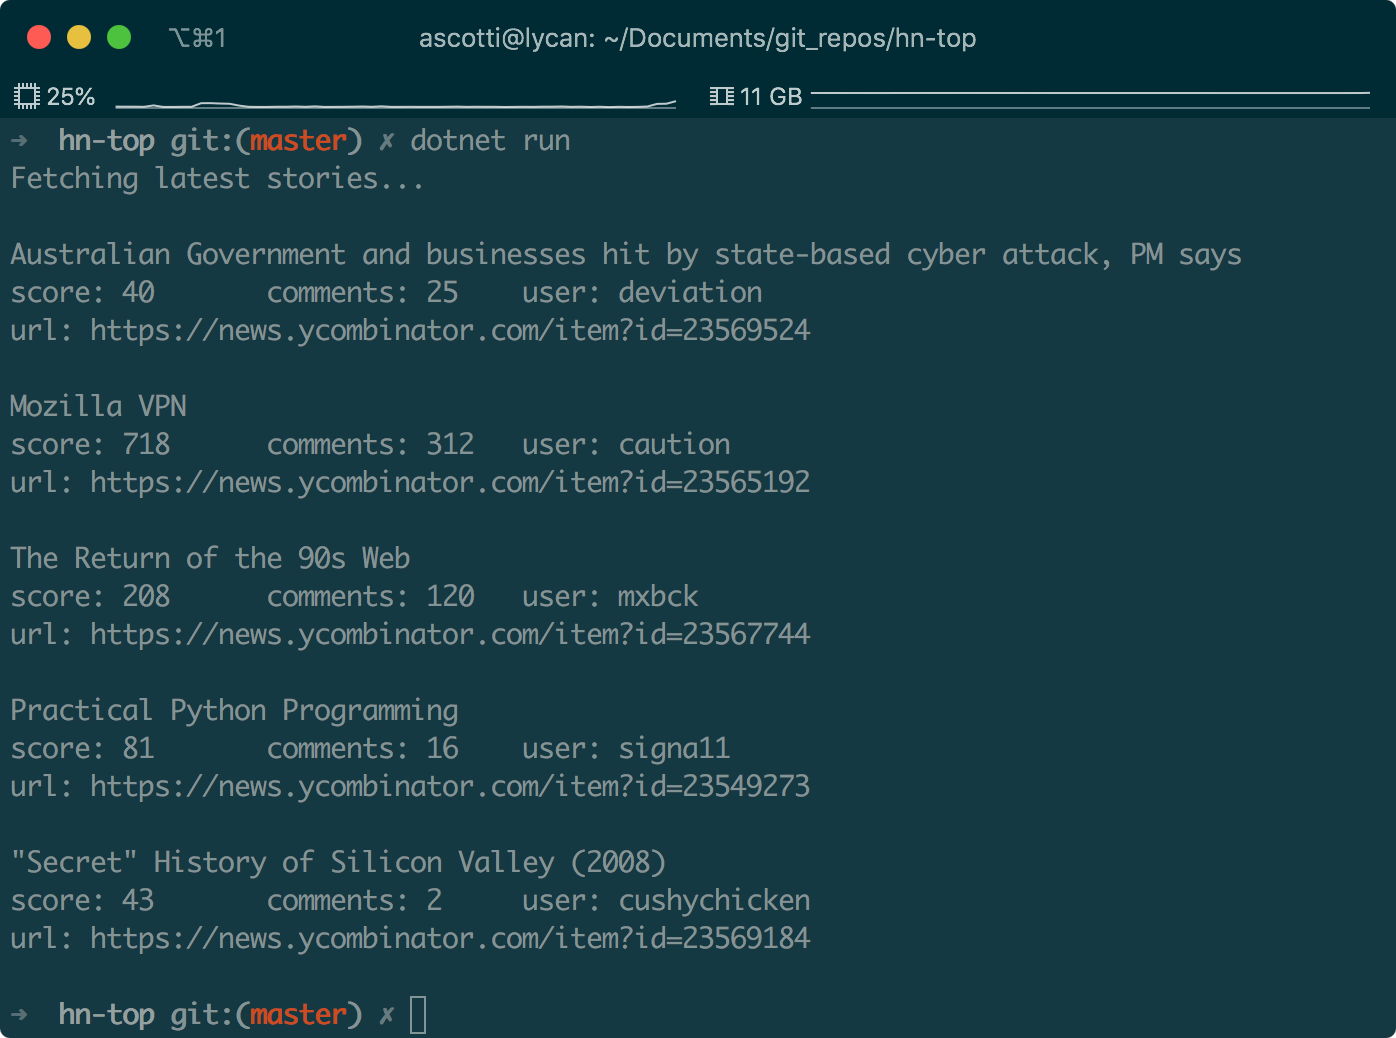 ⌥⌘1 ascotti@lycan: ~/Documents/git_repos/hn-top
25% 11 GB
➜ hn-top git:(master) ✗ dotnet run
Fetching latest stories...
Australian Government and businesses hit by state-based cyber attack, PM says
score: 40 comments: 25 user: deviation
url: https://news.ycombinator.com/item?id=23569524
Mozilla VPN
score: 718 comments: 312 user: caution
url: https://news.ycombinator.com/item?id=23565192
The Return of the 90s Web
score: 208 comments: 120 user: mxbck
url: https://news.ycombinator.com/item?id=23567744
Practical Python Programming
score: 81 comments: 16 user: signa11
url: https://news.ycombinator.com/item?id=23549273
"Secret" History of Silicon Valley (2008)
score: 43 comments: 2 user: cushychicken
url: https://news.ycombinator.com/item?id=23569184
➜ hn-top git:(master) ✗